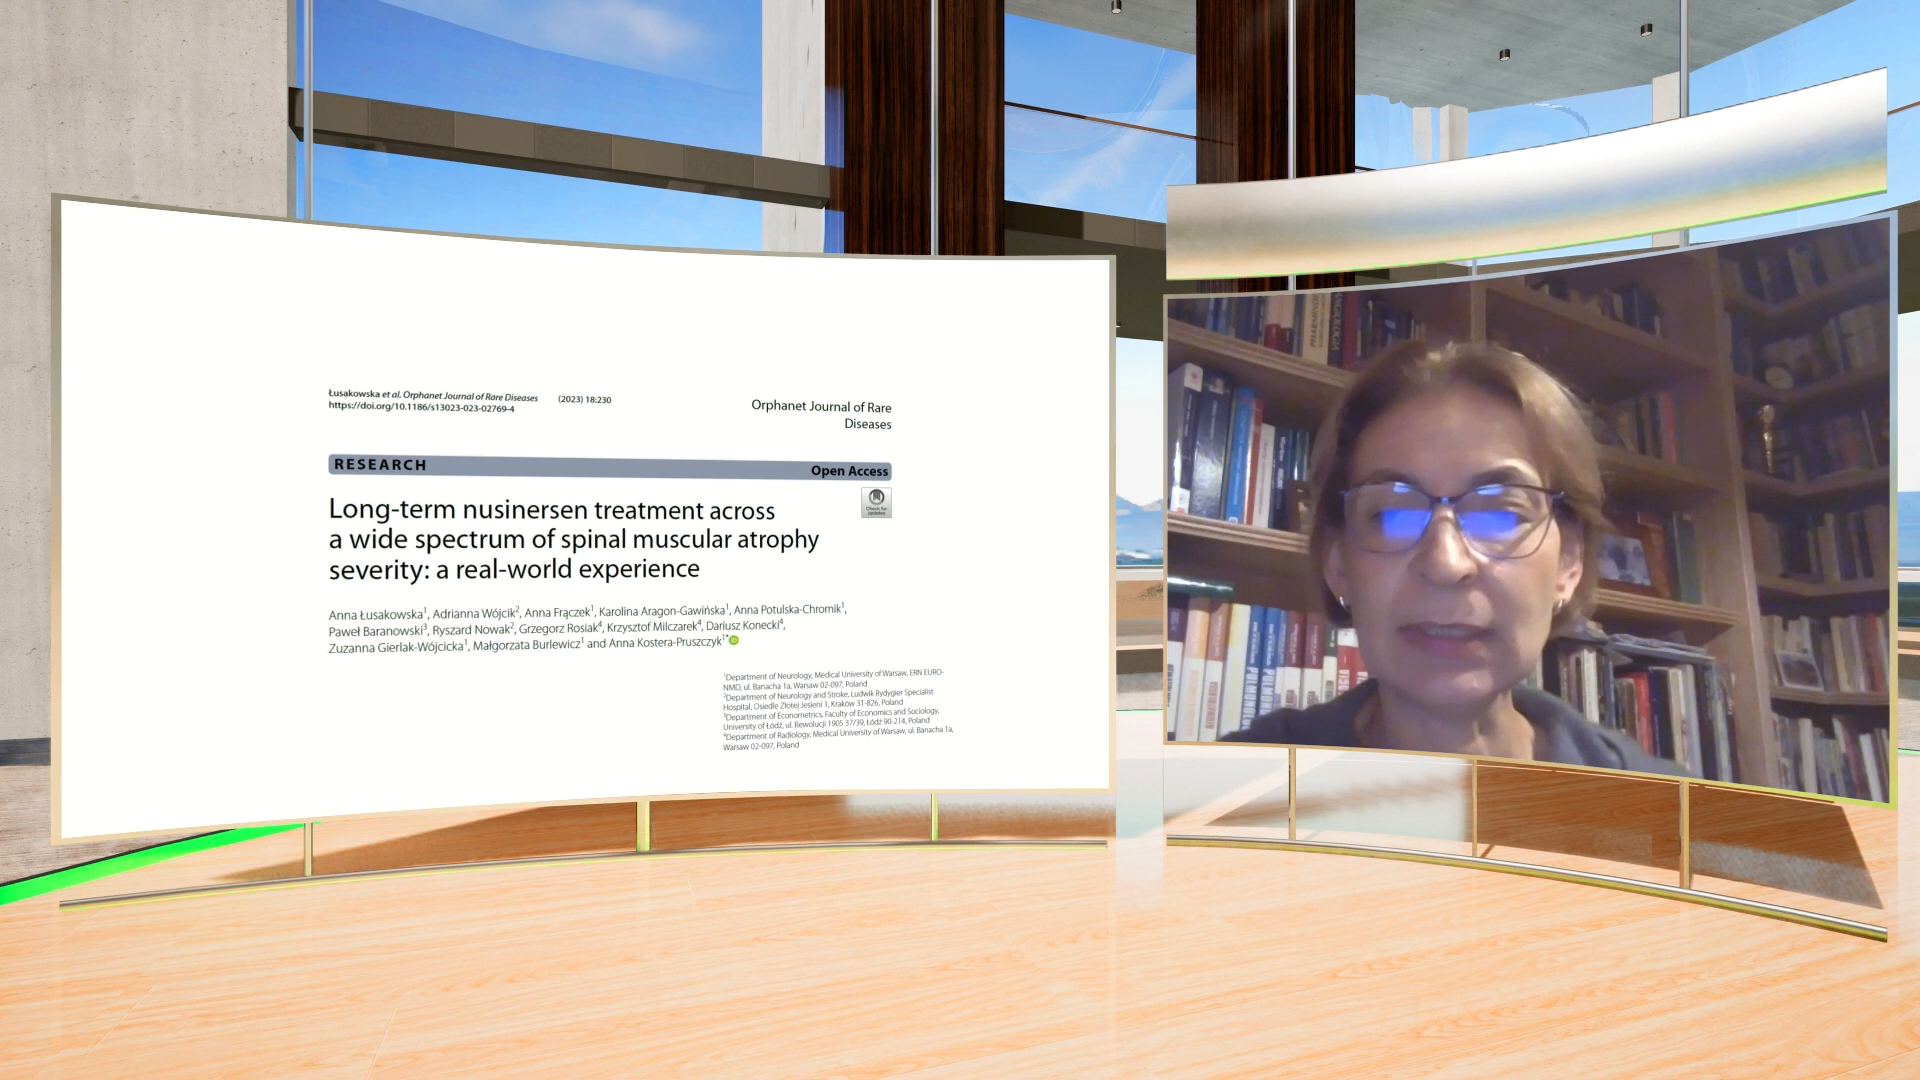 Łusakowska et al. Orphanet Journal of Rare Diseases (2023) 18:230
https://doi.org/10.1186/s13023-023-02769-4
Orphanet Journal of Rare
Diseases
RESEARCH
Open Access
Check for
updates
Long-term nusinersen treatment across
a wide spectrum of spinal muscular atrophy
severity: a real-world experience
Anna Łusakowska1, Adrianna Wójcik2, Anna Frączek1, Karolina Aragon-Gawińska1, Anna Potulska-Chromik1,
Paweł Baranowski3, Ryszard Nowak2, Grzegorz Rosiak4, Krzysztof Milczarek4, Dariusz Konecki4,
Zuzanna Gierlak-Wójcicka1, Małgorzata Burlewicz1 and Anna Kostera-Pruszczyk1*
1Department of Neurology, Medical University of Warsaw, ERN EURO-
NMD, ul. Banacha 1a, Warsaw 02-097, Poland
2Department of Neurology and Stroke, Ludwik Rydygier Specialist
Hospital, Osiedle Złotej Jesieni 1, Kraków 31-826, Poland
3Department of Econometrics, Faculty of Economics and Sociology,
University of Łódź, ul. Rewolucji 1905 37/39, Łódź 90-214, Poland
4Department of Radiology, Medical University of Warsaw, ul. Banacha 1a,
Warsaw 02-097, Poland